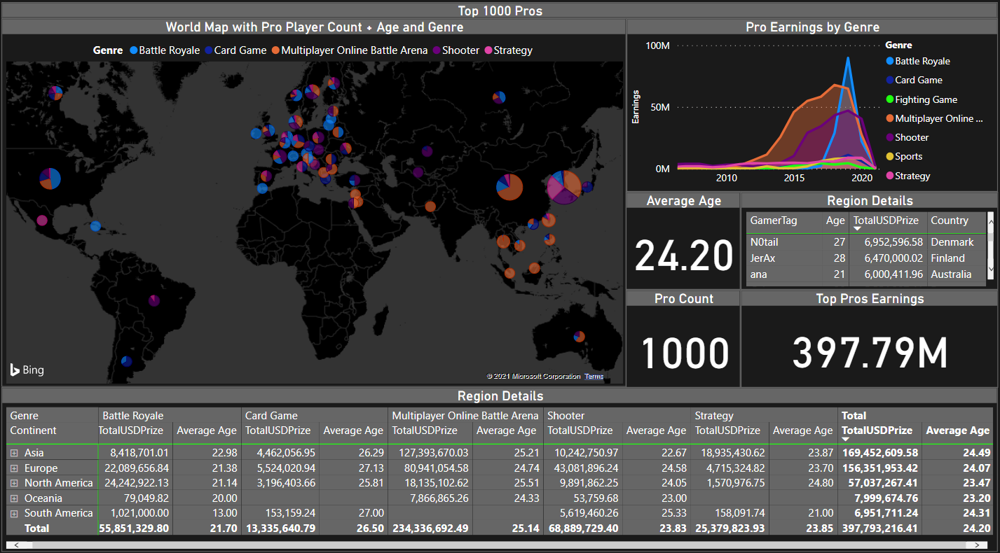 Top 1000 Pros
World Map with Pro Player Count + Age and Genre
Genre Battle Royale Card Game Multiplayer Online Battle Arena Shooter Strategy
Bing
© 2021 Microsoft Corporation Terms
Pro Earnings by Genre
100M
50M
0M
Earnings
2010 2015 2020
Genre
Battle Royale
Card Game
Fighting Game
Multiplayer Online ...
Shooter
Sports
Strategy
Average Age
24.20
Region Details
GamerTag Age TotalUSDPrize Country
N0tail 27 6,952,596.58 Denmark
JerAx 28 6,470,000.02 Finland
ana 21 6,000,411.96 Australia
Pro Count
1000
Top Pros Earnings
397.79M
Region Details
Genre Battle Royale Card Game Multiplayer Online Battle Arena Shooter Strategy Total
Continent TotalUSDPrize Average Age TotalUSDPrize Average Age TotalUSDPrize Average Age TotalUSDPrize Average Age TotalUSDPrize Average Age TotalUSDPrize Average Age
Asia 8,418,701.01 22.98 4,462,056.95 26.29 127,393,670.03 25.21 10,242,750.97 22.67 18,935,430.62 23.87 169,452,609.58 24.49
Europe 22,089,656.84 21.38 5,524,020.94 27.13 80,941,054.58 24.74 43,081,896.24 24.58 4,715,324.82 23.70 156,351,953.42 24.07
North America 24,242,922.13 21.14 3,196,403.66 25.81 18,135,102.62 25.51 9,891,862.25 24.05 1,570,976.75 24.80 57,037,267.41 23.47
Oceania 79,049.82 20.00 7,866,865.26 24.33 53,759.68 23.00 7,999,674.76 23.20
South America 1,021,000.00 13.00 153,159.24 27.00 5,619,460.26 25.33 158,091.74 21.00 6,951,711.24 24.31
Total 55,851,329.80 21.70 13,335,640.79 26.50 234,336,692.49 25.14 68,889,729.40 23.83 25,379,823.93 23.85 397,793,216.41 24.20